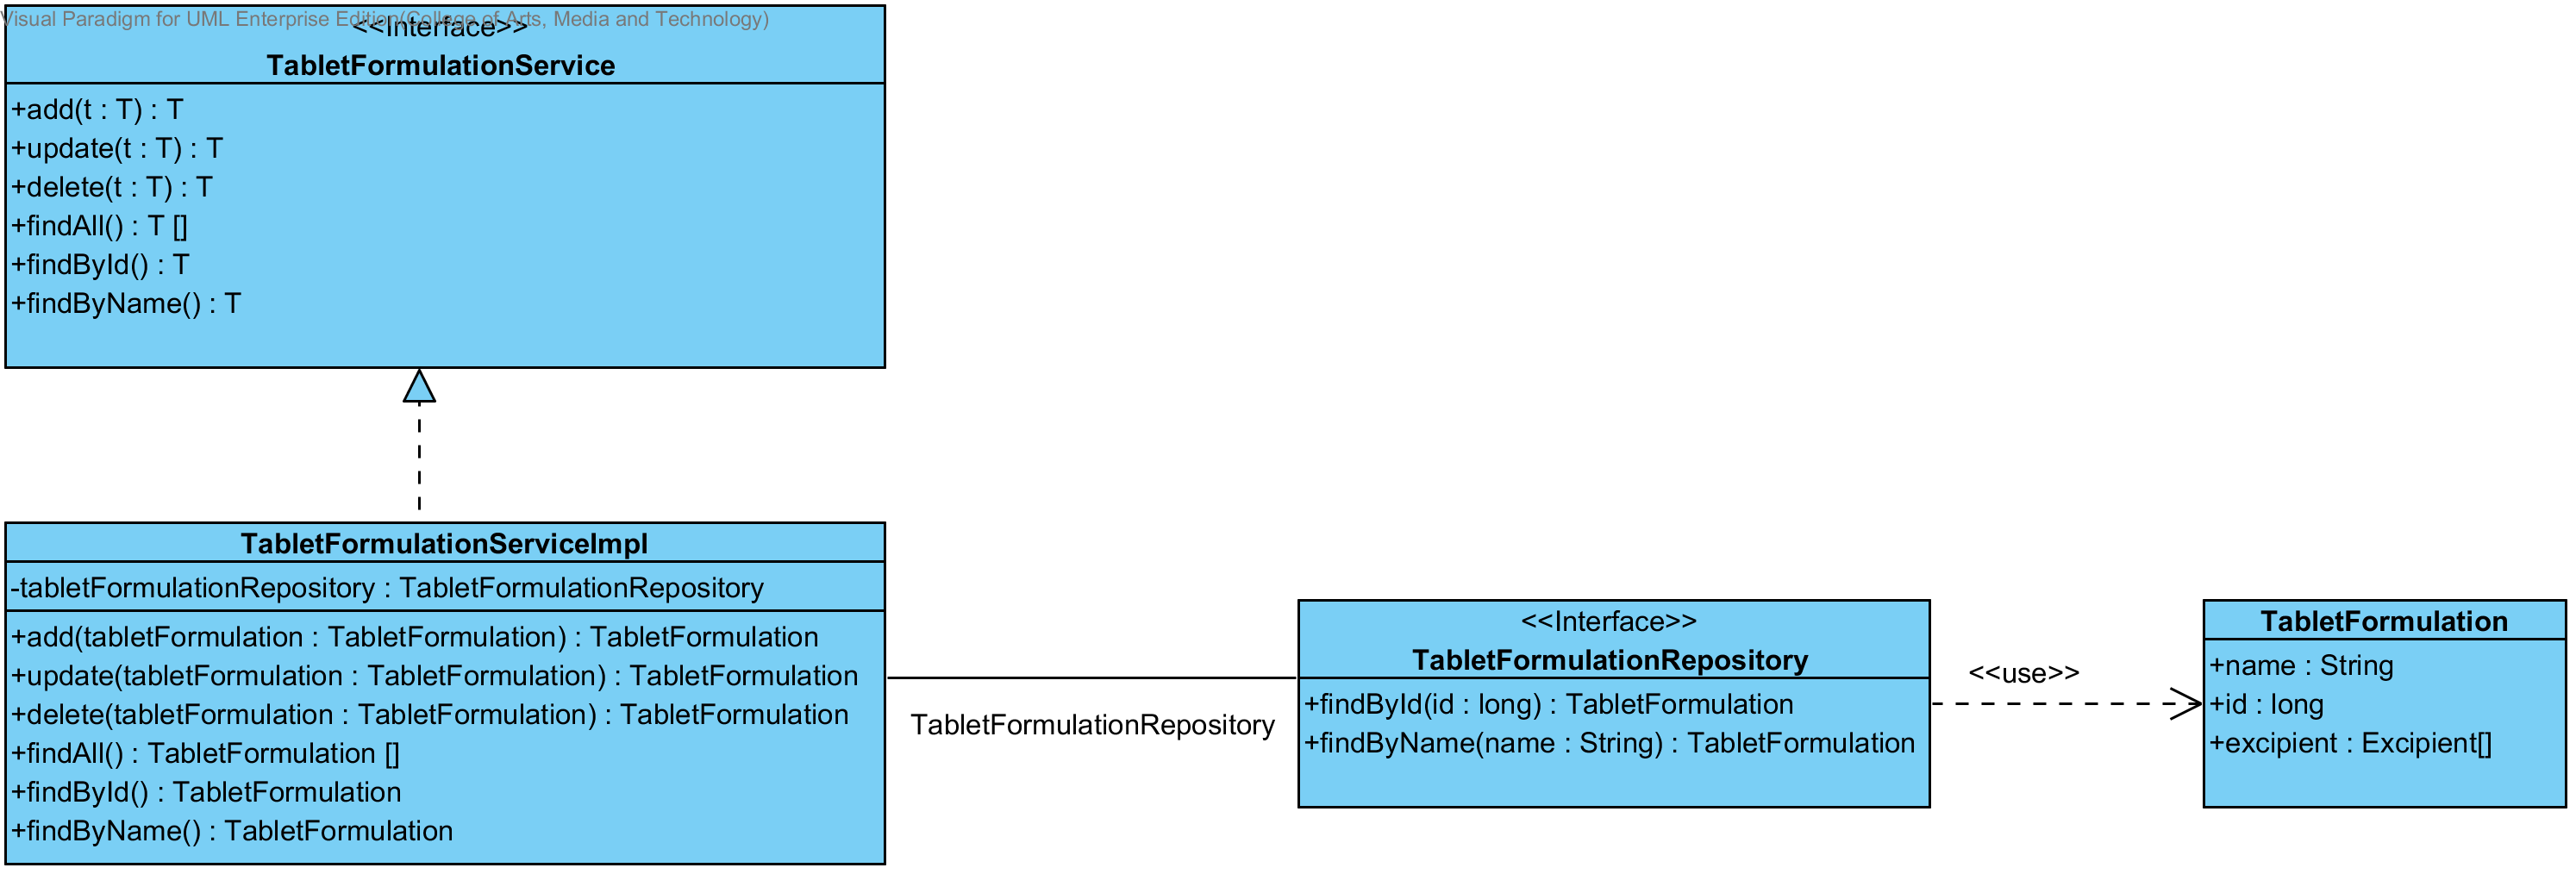 Visual Paradigm for UML Enterprise Edition(College of Arts, Media and Technology)
<<Interface>>
TabletFormulationService
+add(t : T) : T
+update(t : T) : T
+delete(t : T) : T
+findAll() : T []
+findById() : T
+findByName() : T
TabletFormulationServiceImpl
-tabletFormulationRepository : TabletFormulationRepository
+add(tabletFormulation : TabletFormulation) : TabletFormulation
+update(tabletFormulation : TabletFormulation) : TabletFormulation
+delete(tabletFormulation : TabletFormulation) : TabletFormulation
+findAll() : TabletFormulation []
+findById() : TabletFormulation
+findByName() : TabletFormulation
TabletFormulationRepository
<<Interface>>
TabletFormulationRepository
+findById(id : long) : TabletFormulation
+findByName(name : String) : TabletFormulation
<<use>>
TabletFormulation
+name : String
+id : long
+excipient : Excipient[]